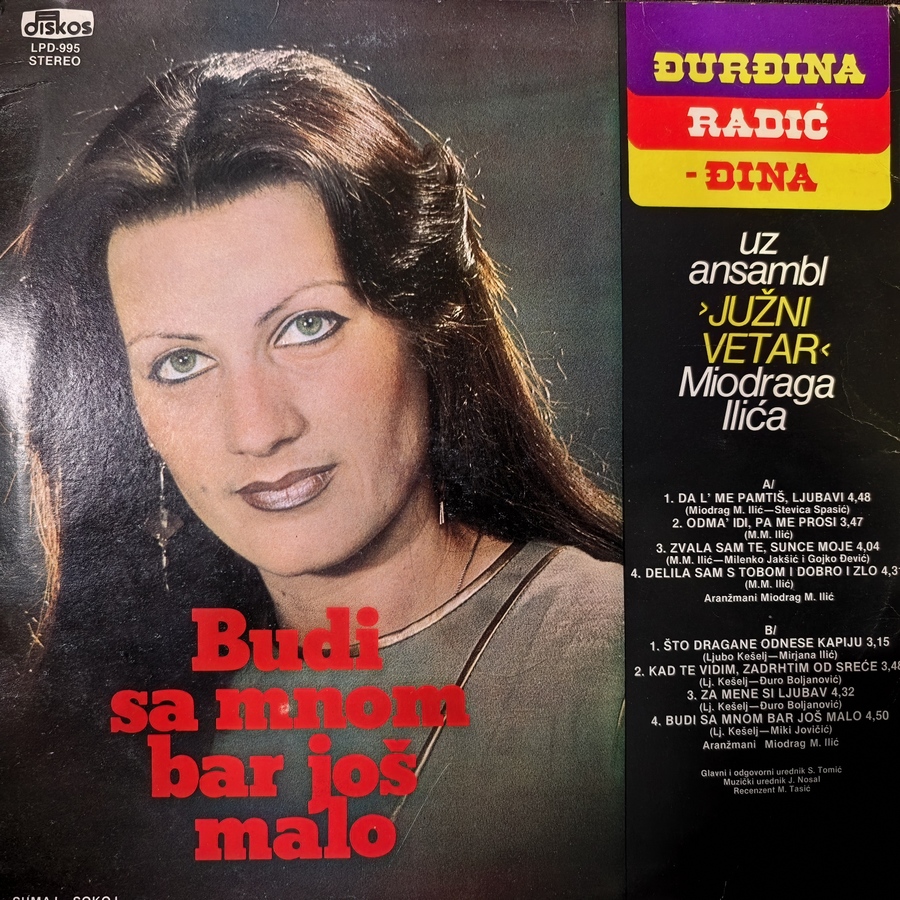 diskos
LPD-995
STEREO
ĐURĐINA
RADIĆ
- ĐINA
uz
ansambl
›JUŽNI
VETAR‹
Miodraga
Ilića
A/
1. DA L' ME PAMTIŠ, LJUBAVI 4,48
(Miodrag M. Ilić—Stevica Spasić)
2. ODMA' IDI, PA ME PROSI 3,47
(M.M. Ilić)
3. ZVALA SAM TE, SUNCE MOJE 4,04
(M.M. Ilić—Milenko Jakšić i Gojko Đević)
4. DELILA SAM S TOBOM I DOBRO I ZLO
(M.M. Ilić)
Aranžmani Miodrag M. Ilić
B/
1. ŠTO DRAGANE ODNESE KAPIJU 3,15
(Ljubo Kešelj—Mirjana Ilić)
2. KAD TE VIDIM, ZADRHTIM OD SREĆE 3,48
(Lj. Kešelj—Đuro Boljanović)
3. ZA MENE SI LJUBAV 4,32
(Lj. Kešelj—Đuro Boljanović)
4. BUDI SA MNOM BAR JOŠ MALO 4,50
(Lj. Kešelj—Miki Jovičić)
Aranžmani Miodrag M. Ilić
Glavni i odgovorni urednik S. Tomić
Muzički urednik J. Nosal
Recenzent M. Tasić
Budi
sa mnom
bar još
malo